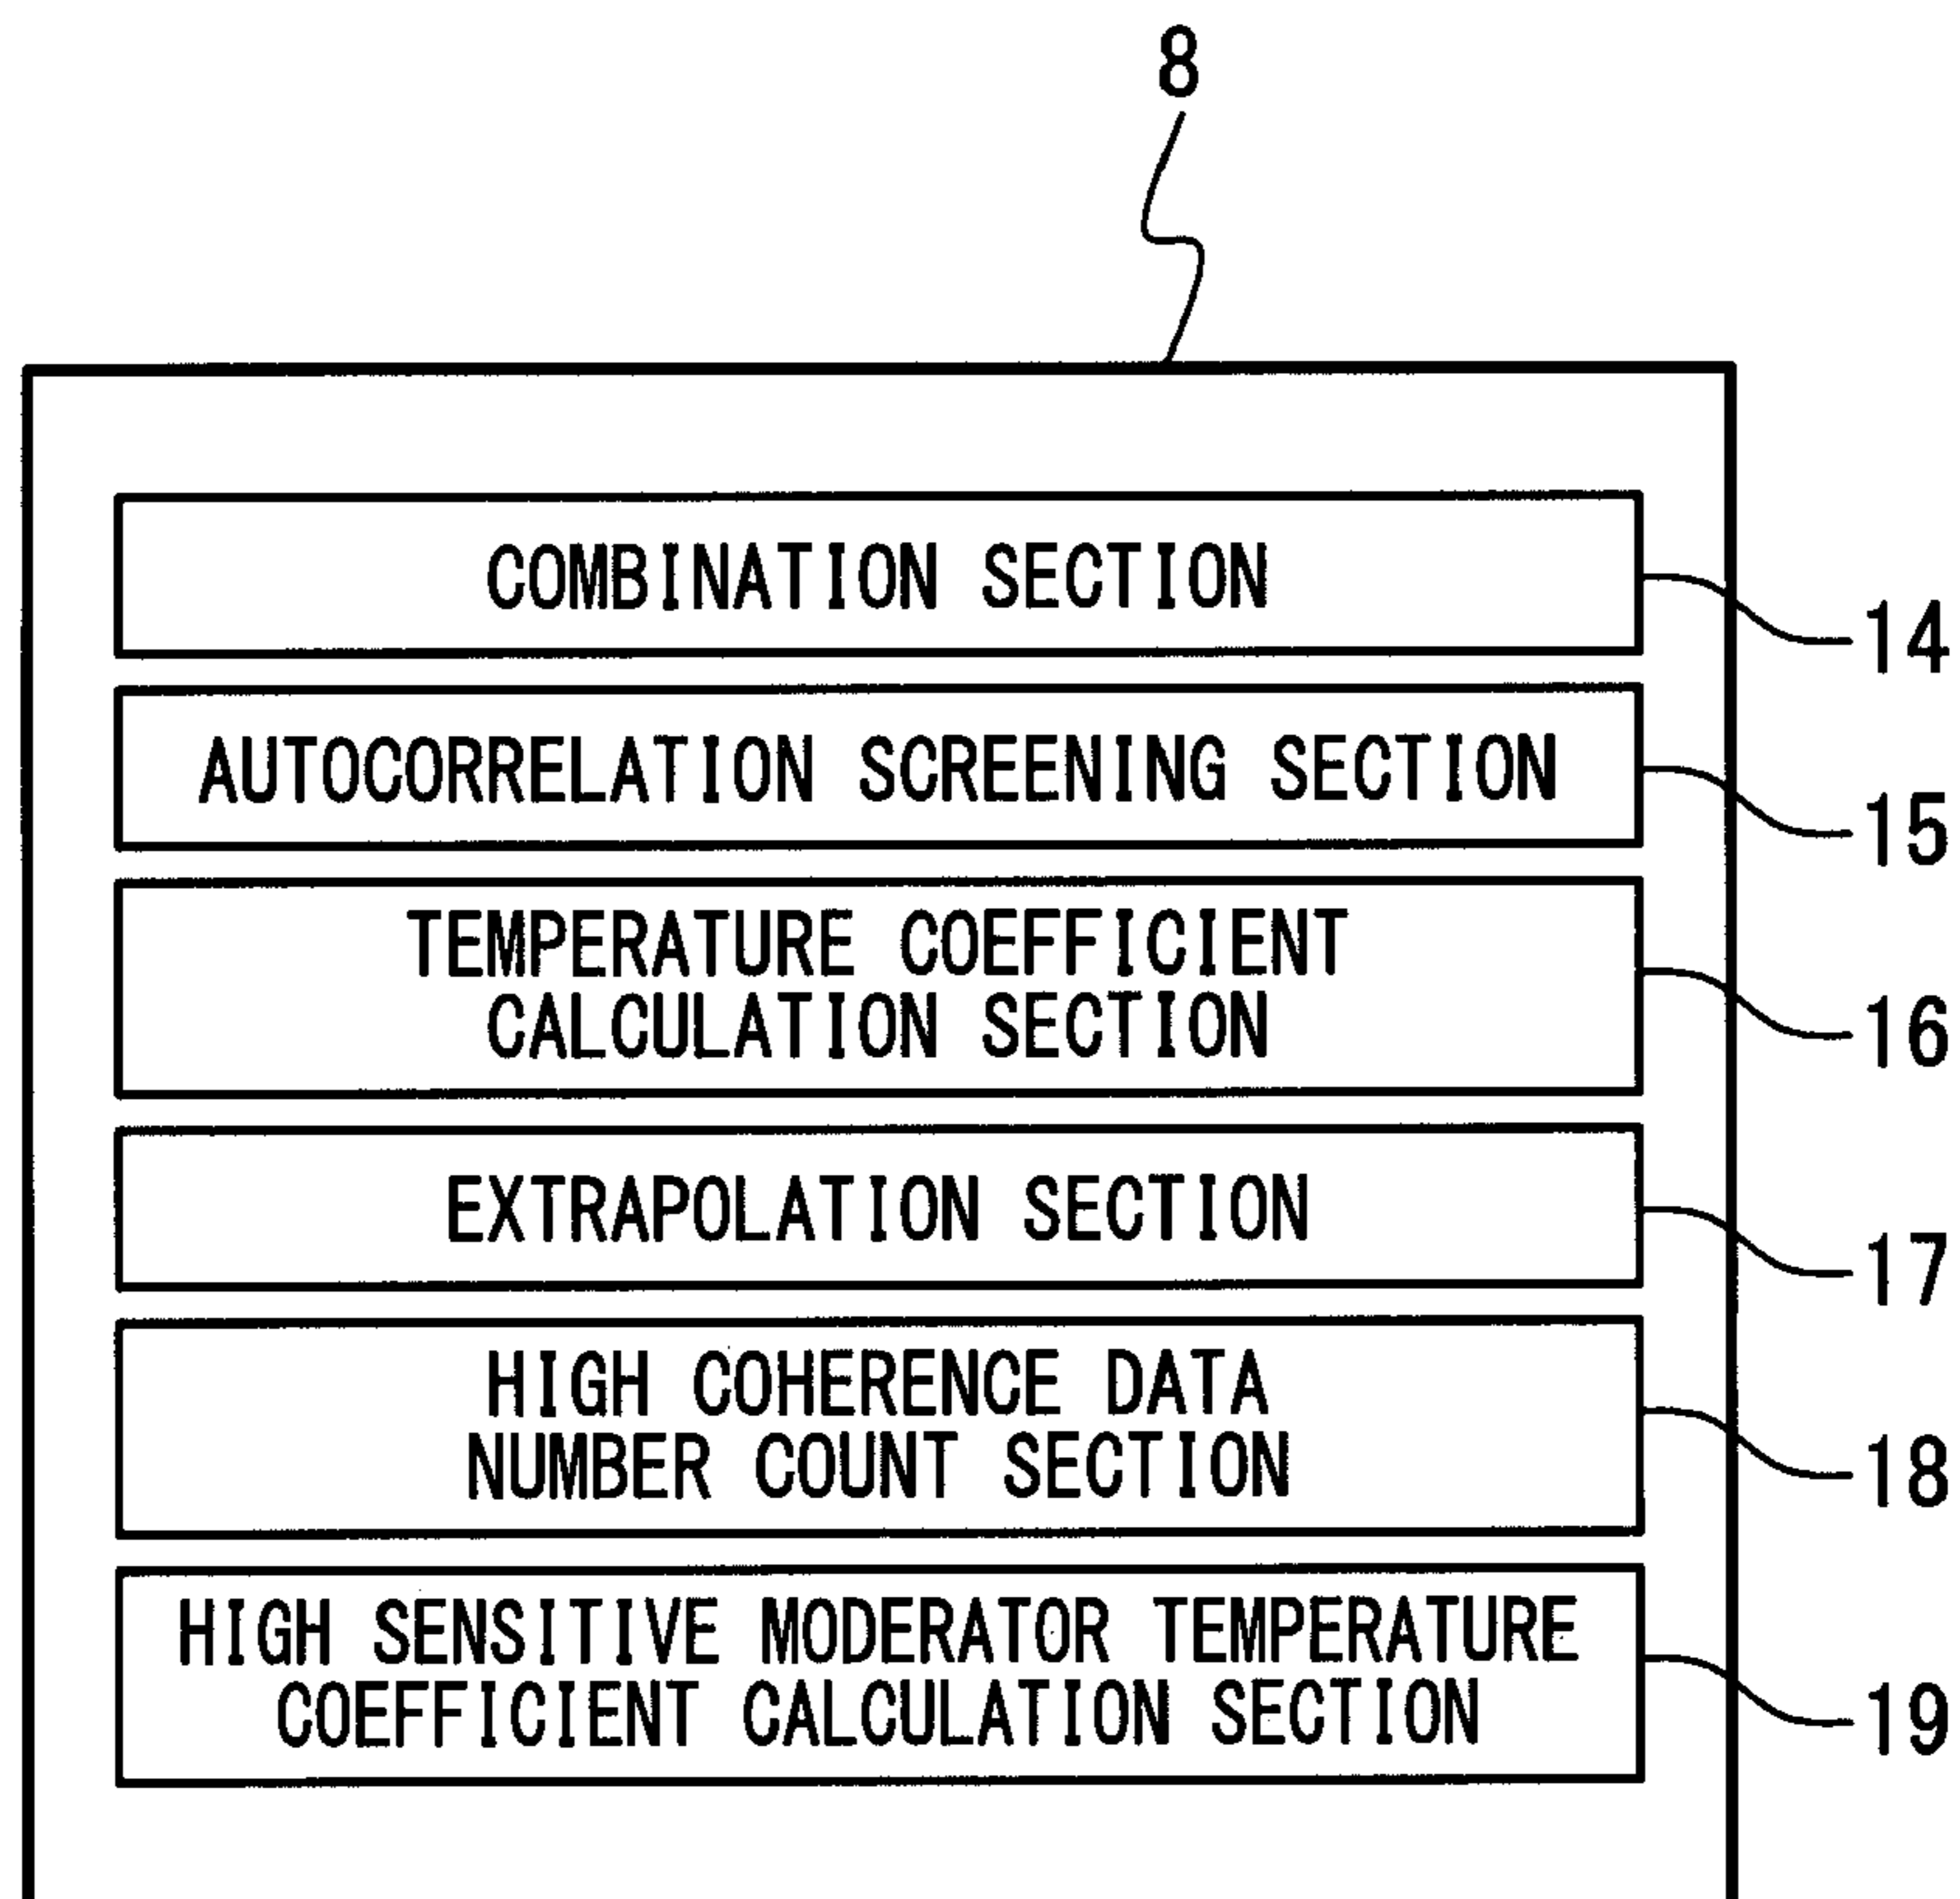 8
COMBINATION SECTION
14
AUTOCORRELATION SCREENING SECTION
15
TEMPERATURE COEFFICIENT
CALCULATION SECTION
16
EXTRAPOLATION SECTION
17
HIGH COHERENCE DATA
NUMBER COUNT SECTION
18
HIGH SENSITIVE MODERATOR TEMPERATURE
COEFFICIENT CALCULATION SECTION
19